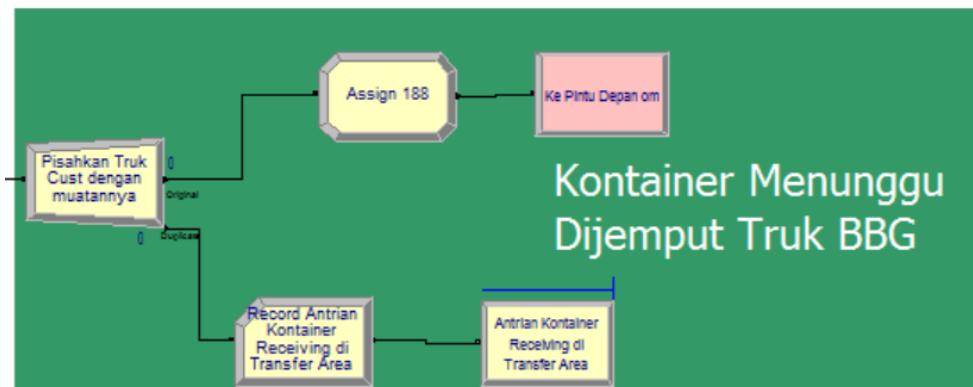 Assign 188
Ke Pintu Depan om
Pisahkan Truk
Cust dengan
muatannya
0
Original
0
Duplicate
Kontainer Menunggu
Dijemput Truk BBG
Record Antrian
Kontainer
Receiving di
Transfer Area
Antrian Kontainer
Receiving di
Transfer Area